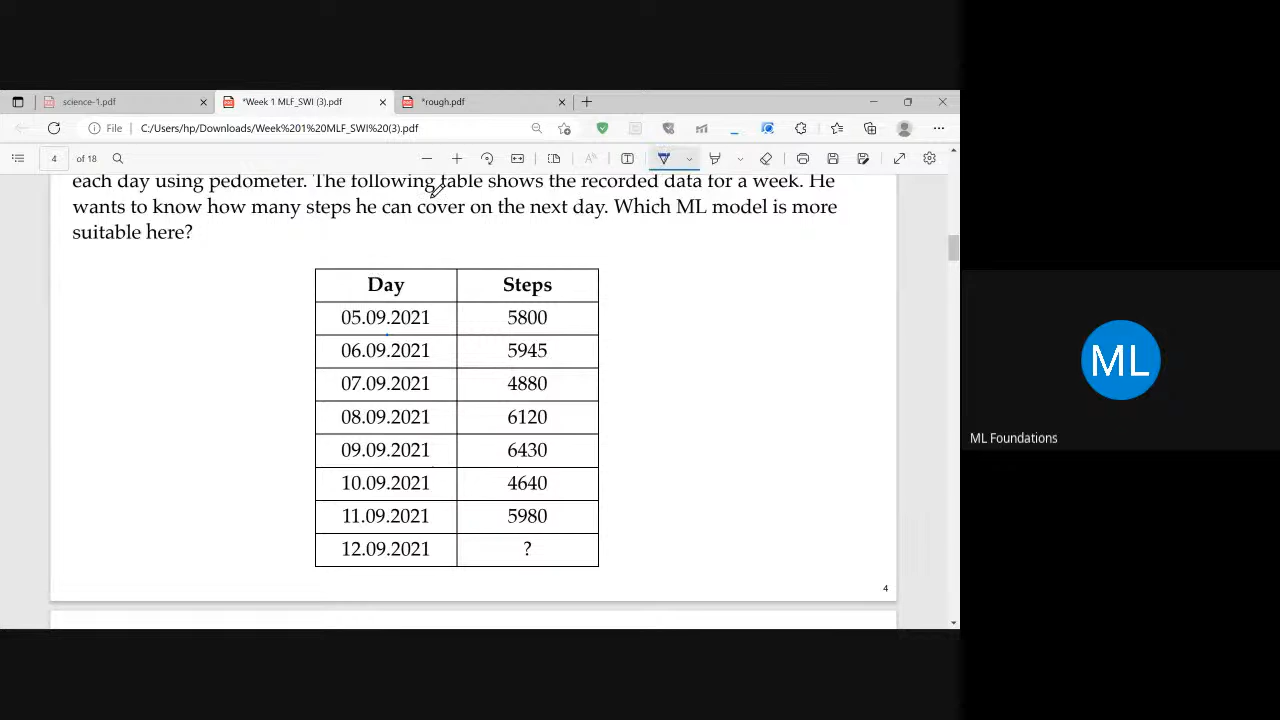 science-1.pdf
*Week 1 MLF_SWI (3).pdf
*rough.pdf
File
C:/Users/hp/Downloads/Week%201%20MLF_SWI%20(3).pdf
4 of 18
each day using pedometer. The following table shows the recorded data for a week. He
wants to know how many steps he can cover on the next day. Which ML model is more
suitable here?
Day Steps
05.09.2021 5800
06.09.2021 5945
07.09.2021 4880
08.09.2021 6120
09.09.2021 6430
10.09.2021 4640
11.09.2021 5980
12.09.2021 ?
4
ML
ML Foundations